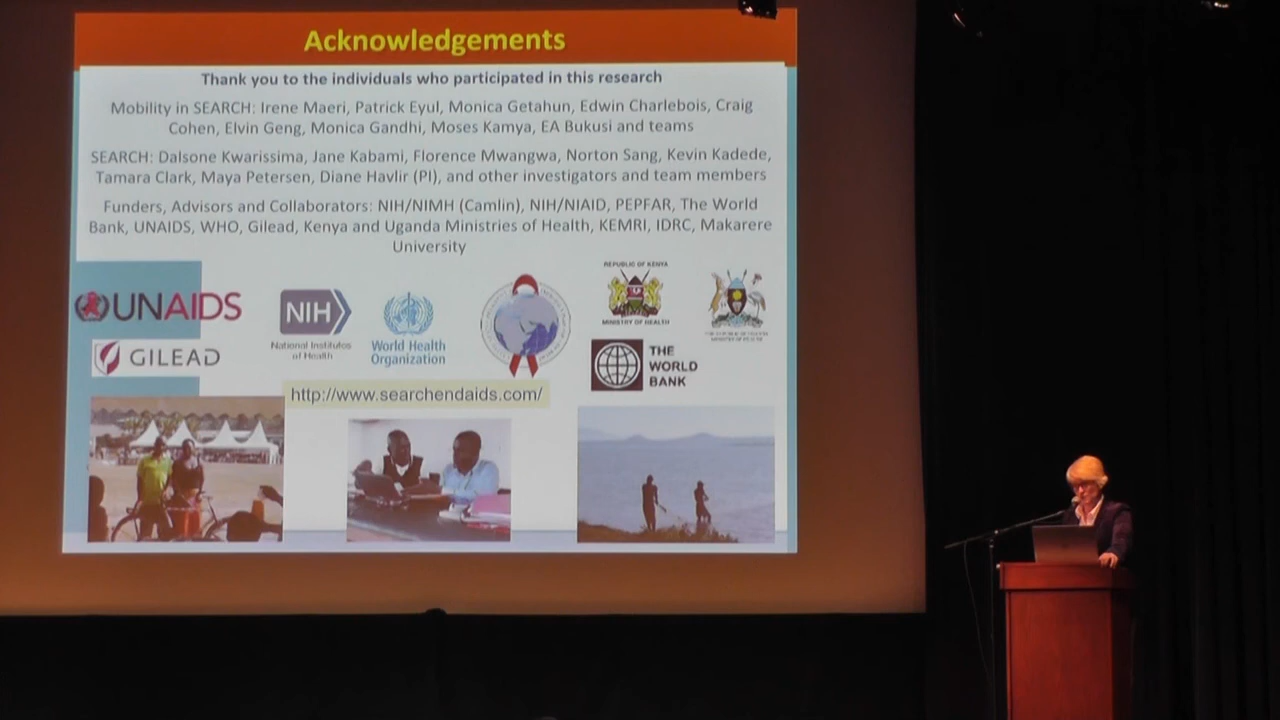 Acknowledgements
Thank you to the individuals who participated in this research
Mobility in SEARCH: Irene Maeri, Patrick Eyul, Monica Getahun, Edwin Charlebois, Craig
Cohen, Elvin Geng, Monica Gandhi, Moses Kamya, EA Bukusi and teams
SEARCH: Dalsone Kwarissima, Jane Kabami, Florence Mwangwa, Norton Sang, Kevin Kadede,
Tamara Clark, Maya Petersen, Diane Havlir (PI), and other investigators and team members
Funders, Advisors and Collaborators: NIH/NIMH (Camlin), NIH/NIAID, PEPFAR, The World
Bank, UNAIDS, WHO, Gilead, Kenya and Uganda Ministries of Health, KEMRI, IDRC, Makarere
University
UNAIDS
NIH
National Institutes
of Health
World Health
Organization
REPUBLIC OF KENYA
MINISTRY OF HEALTH
GILEAD
THE
WORLD
BANK
http://www.searchendaids.com/